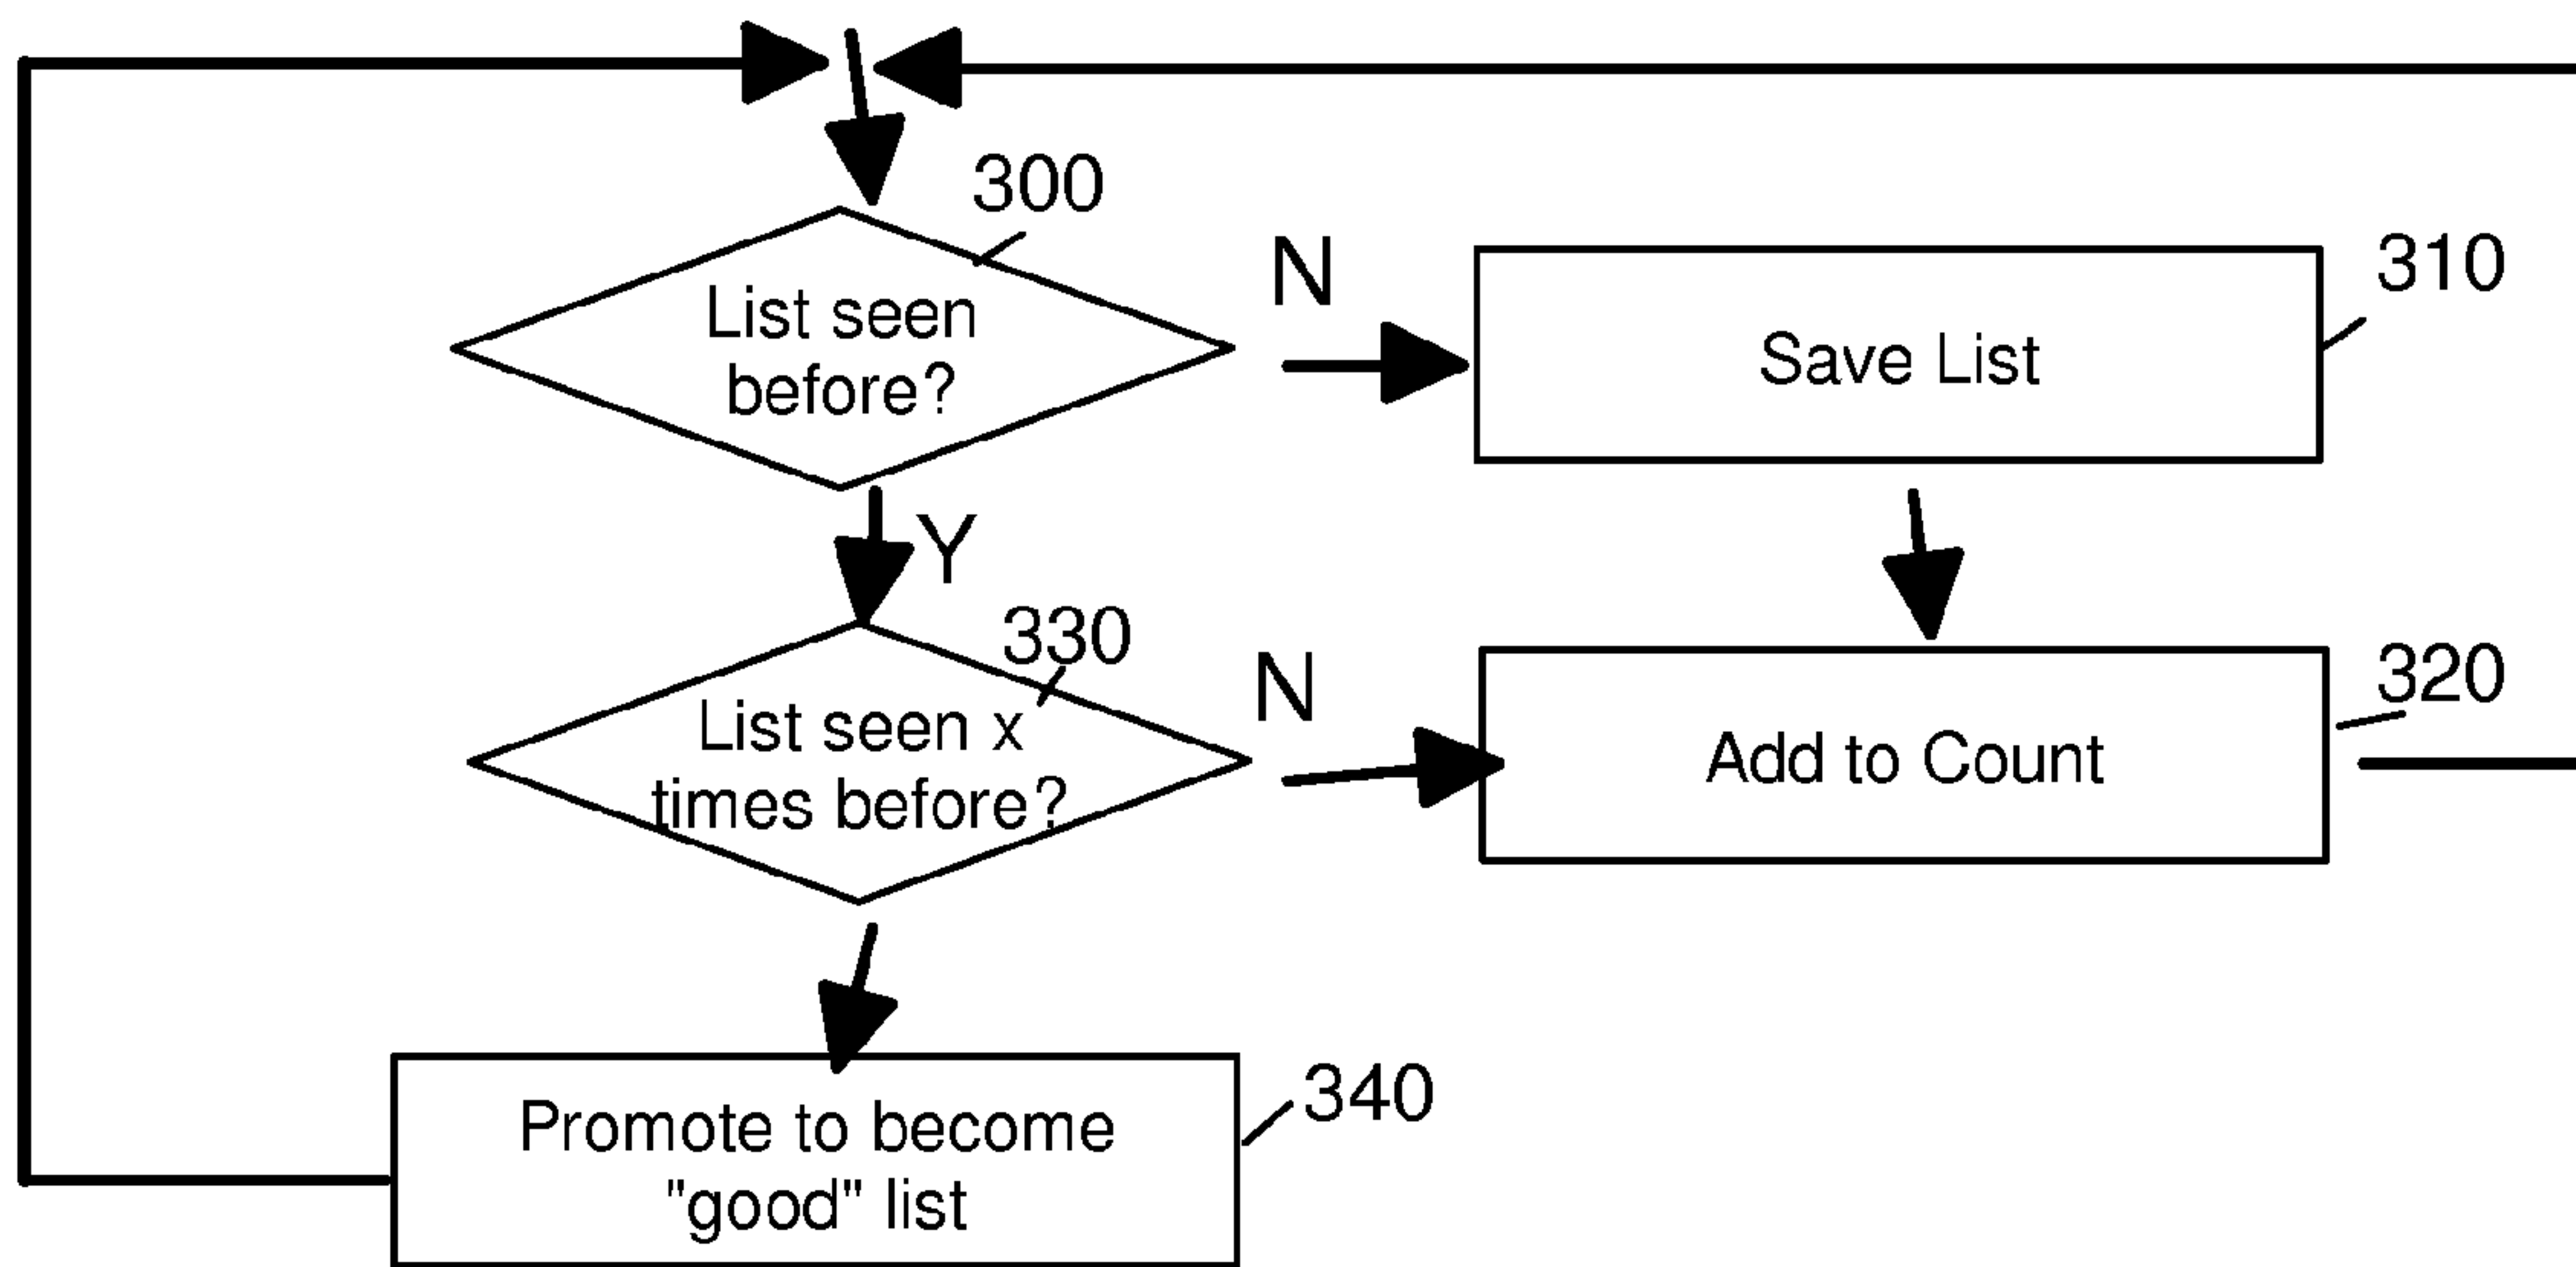 300
List seen
before?
N
Save List
310
Y
330
List seen x
times before?
N
Add to Count
320
Promote to become
"good" list
340